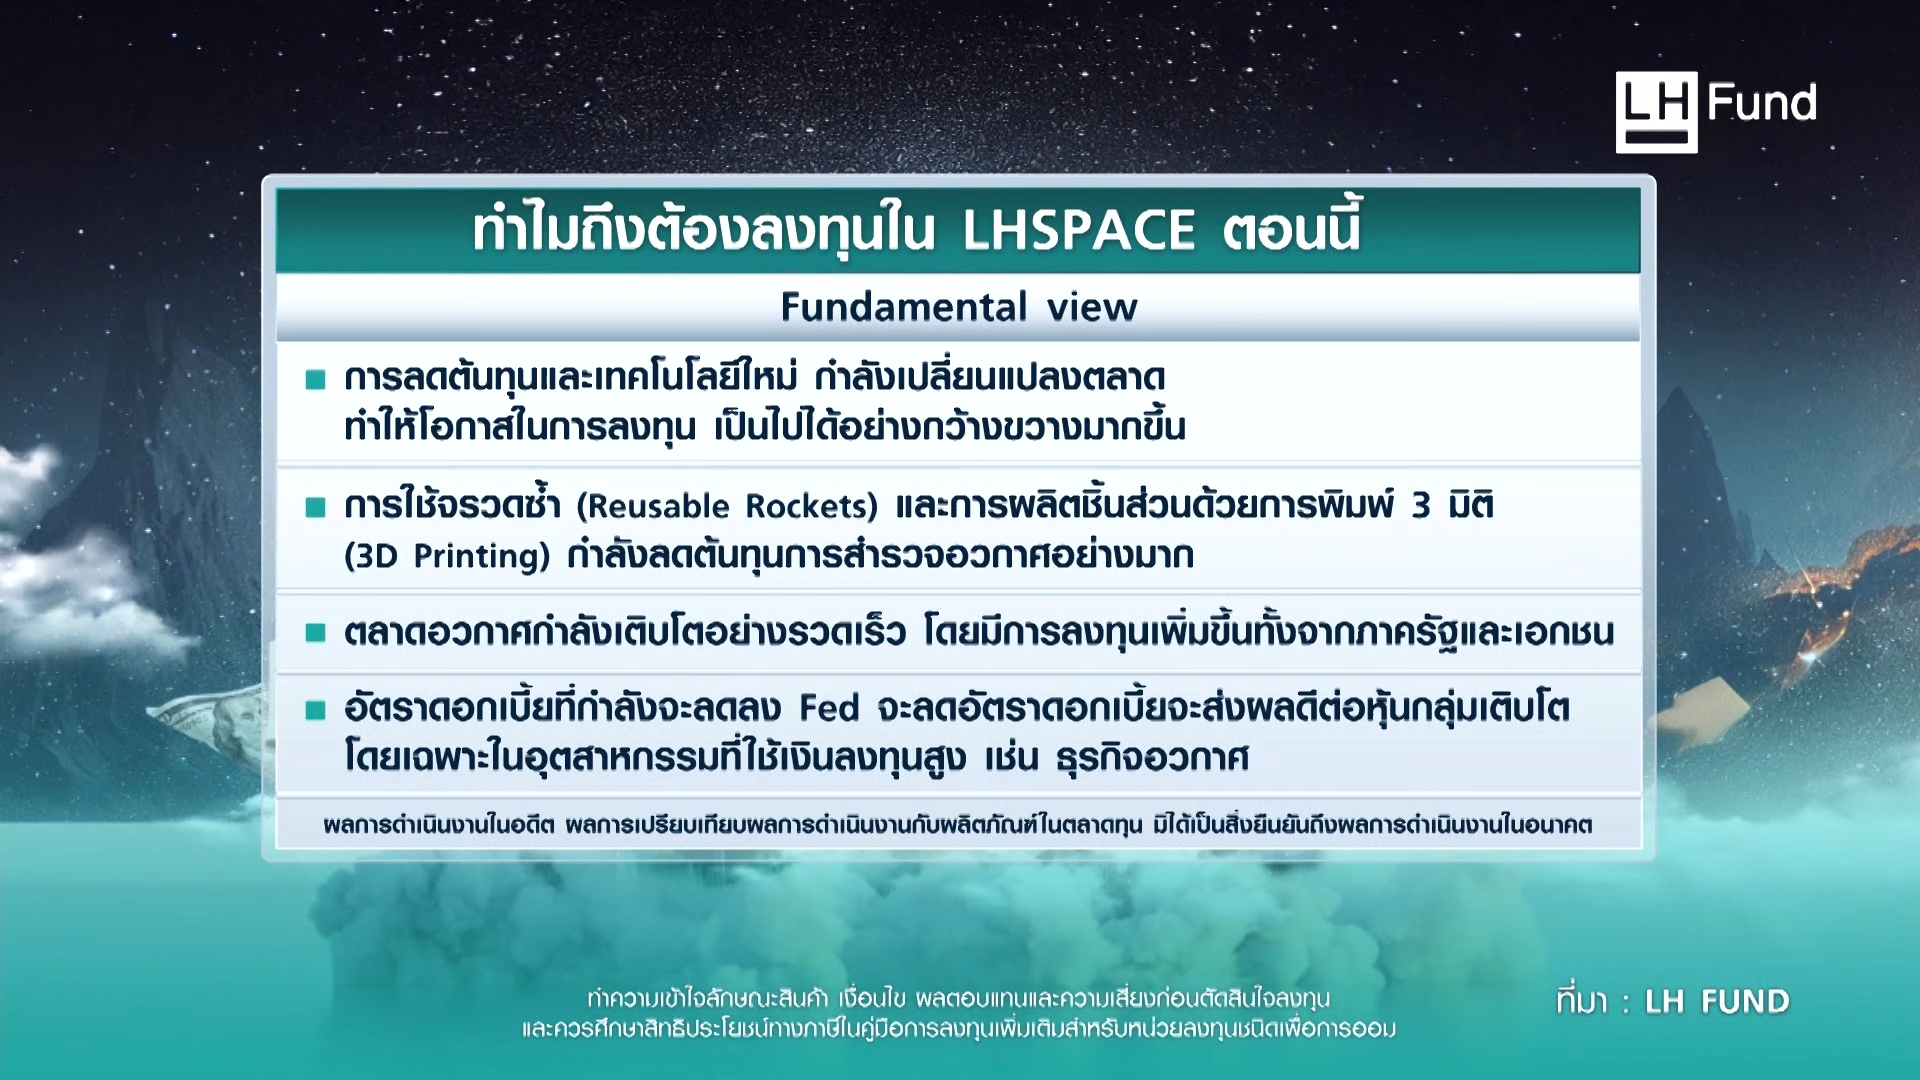 LH Fund
ทำไมถึงต้องลงทุนใน LHSPACE ตอนนี้
Fundamental view
การลดต้นทุนและเทคโนโลยีใหม่ กำลังเปลี่ยนแปลงตลาด
ทำให้โอกาสในการลงทุน เป็นไปได้อย่างกว้างขวางมากขึ้น
การใช้จรวดซ้ำ (Reusable Rockets) และการผลิตชิ้นส่วนด้วยการพิมพ์ 3 มิติ
(3D Printing) กำลังลดต้นทุนการสำรวจอวกาศอย่างมาก
ตลาดอวกาศกำลังเติบโตอย่างรวดเร็ว โดยมีการลงทุนเพิ่มขึ้นทั้งจากภาครัฐและเอกชน
อัตราดอกเบี้ยที่กำลังจะลดลง Fed จะลดอัตราดอกเบี้ยจะส่งผลดีต่อหุ้นกลุ่มเติบโต
โดยเฉพาะในอุตสาหกรรมที่ใช้เงินลงทุนสูง เช่น ธุรกิจอวกาศ
ผลการดำเนินงานในอดีต ผลการเปรียบเทียบผลการดำเนินงานกับผลิตภัณฑ์ในตลาดทุน มิได้เป็นสิ่งยืนยันถึงผลการดำเนินงานในอนาคต
ทำความเข้าใจลักษณะสินค้า เงื่อนไข ผลตอบแทนและความเสี่ยงก่อนตัดสินใจลงทุน
และควรศึกษาสิทธิประโยชน์ทางภาษีในคู่มือการลงทุนเพิ่มเติมสำหรับหน่วยลงทุนชนิดเพื่อการออม
ที่มา : LH FUND